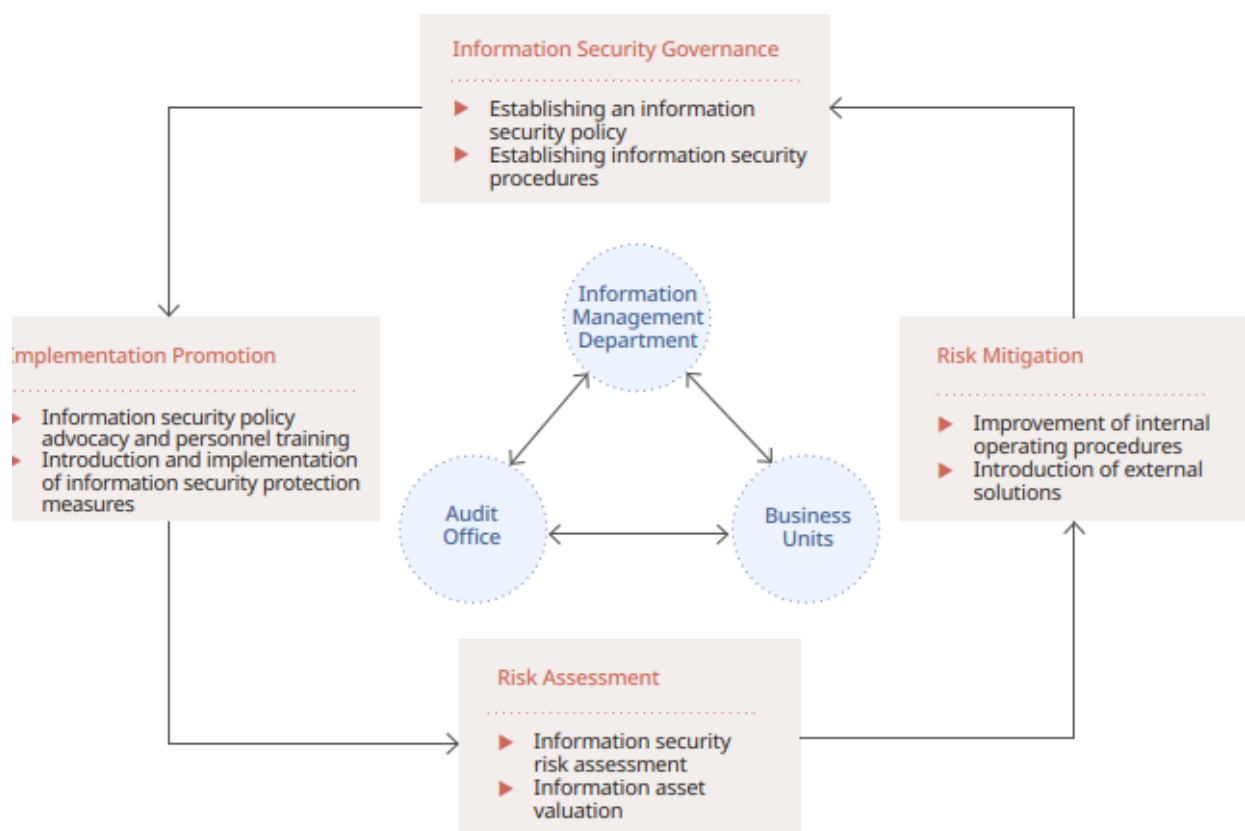 Information Security Governance
Establishing an information
security policy
Establishing information security
procedures
Information
Management
Department
Implementation Promotion
Information security policy
advocacy and personnel training
Introduction and implementation
of information security protection
measures
Audit
Office
Business
Units
Risk Mitigation
Improvement of internal
operating procedures
Introduction of external
solutions
Risk Assessment
Information security
risk assessment
Information asset
valuation